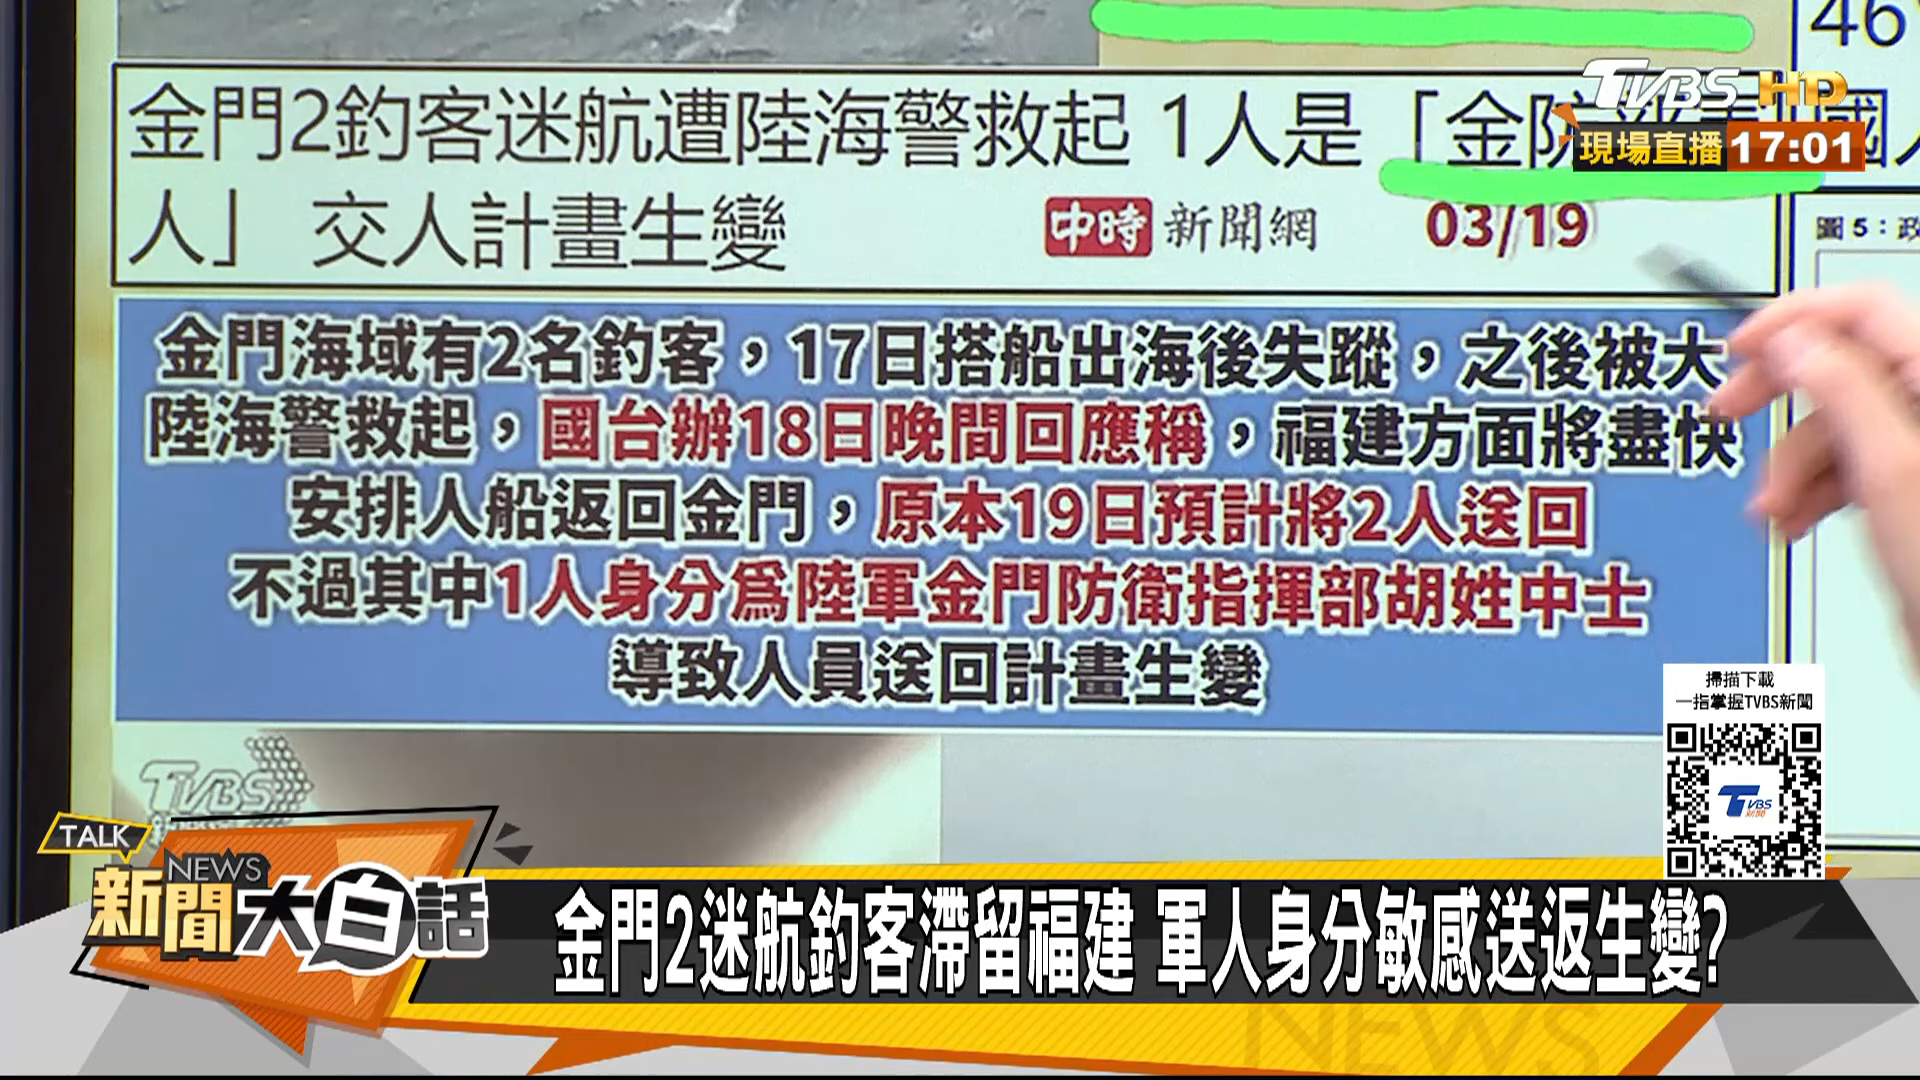 46
TVBS HD
現場直播 17:01
金門2釣客迷航遭陸海警救起 1人是「金防
人」 交人計畫生變
中時 新聞網 03/19
圖 5：政
金門海域有2名釣客，17日搭船出海後失蹤，之後被大
陸海警救起，國台辦18日晚間回應稱，福建方面將盡快
安排人船返回金門，原本19日預計將2人送回
不過其中1人身分為陸軍金門防衛指揮部胡姓中士
導致人員送回計畫生變
掃描下載
一指掌握TVBS新聞
TVBS
新聞
TVBS
TALK
NEWS
新聞大白話
金門2迷航釣客滯留福建 軍人身分敏感送返生變?
NEWS